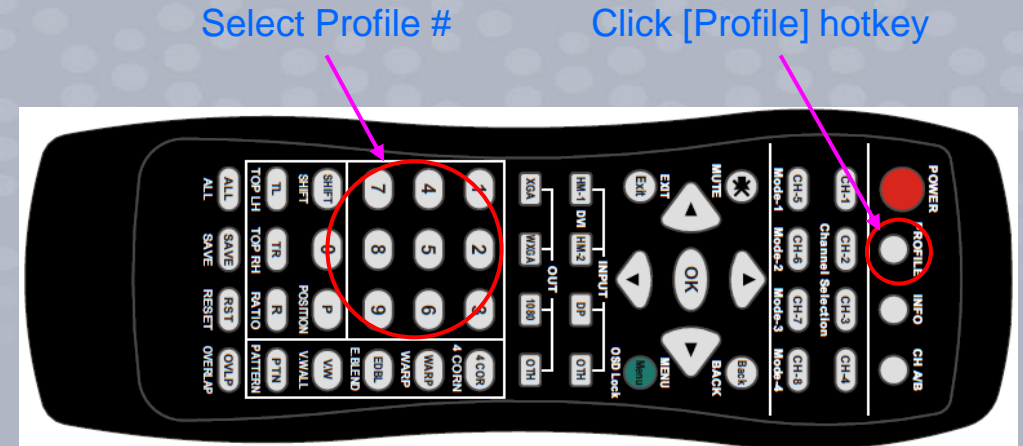 Select Profile # Click [Profile] hotkey
POWER PROFILE INFO CH A/B
CH-1 CH-2 CH-3 CH-4
Channel Selection
CH-5 CH-6 CH-7 CH-8
Mode-1 Mode-2 Mode-3 Mode-4
Back
MUTE BACK
OK
EXIT MENU
Exit Menu
OSD Lock
INPUT
HM-1 DVI HM-2 DP OTH
OUT
XGA WXGA 1080 OTH
1 2 3 4COR
4 CORN
4 5 6 WARP
WARP
7 8 9 EDBL
E.BLEND
SHIFT 0 P V.W
SHIFT POSITION V.WALL
TL TR R PTN
TOP LH TOP RH RATIO PATTERN
ALL SAVE RST OVLP
ALL SAVE RESET OVERLAP